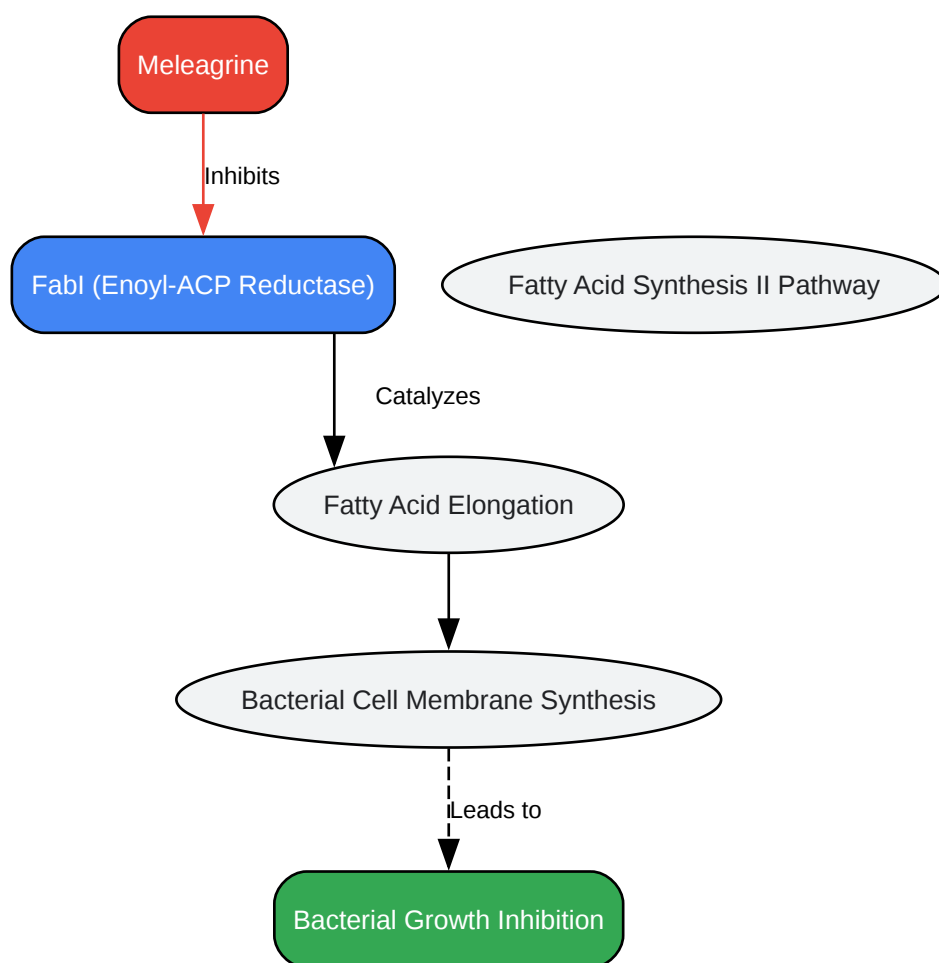 Meleagrine
Inhibits
FabI (Enoyl-ACP Reductase)
Fatty Acid Synthesis II Pathway
Catalyzes
Fatty Acid Elongation
Bacterial Cell Membrane Synthesis
Leads to
Bacterial Growth Inhibition